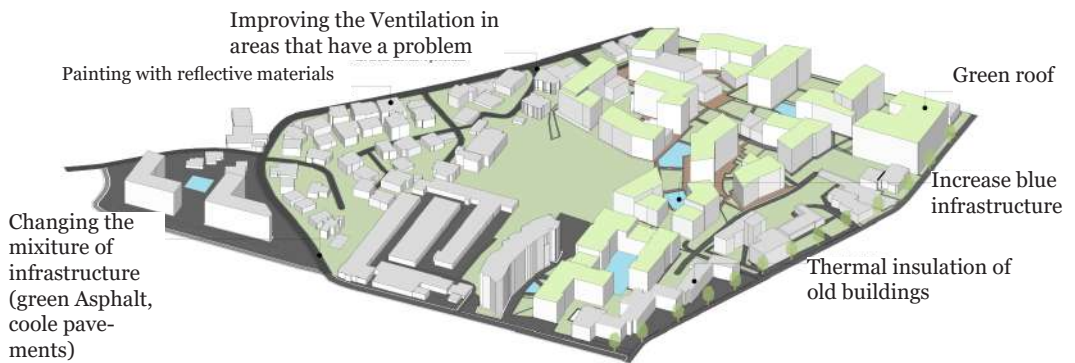 Improving the Ventilation in
areas that have a problem
Painting with reflective materials
Green roof
Increase blue
infrastructure
Changing the
mixiture of
infrastructure
(green Asphalt,
coole pave-
ments)
Thermal insulation of
old buildings